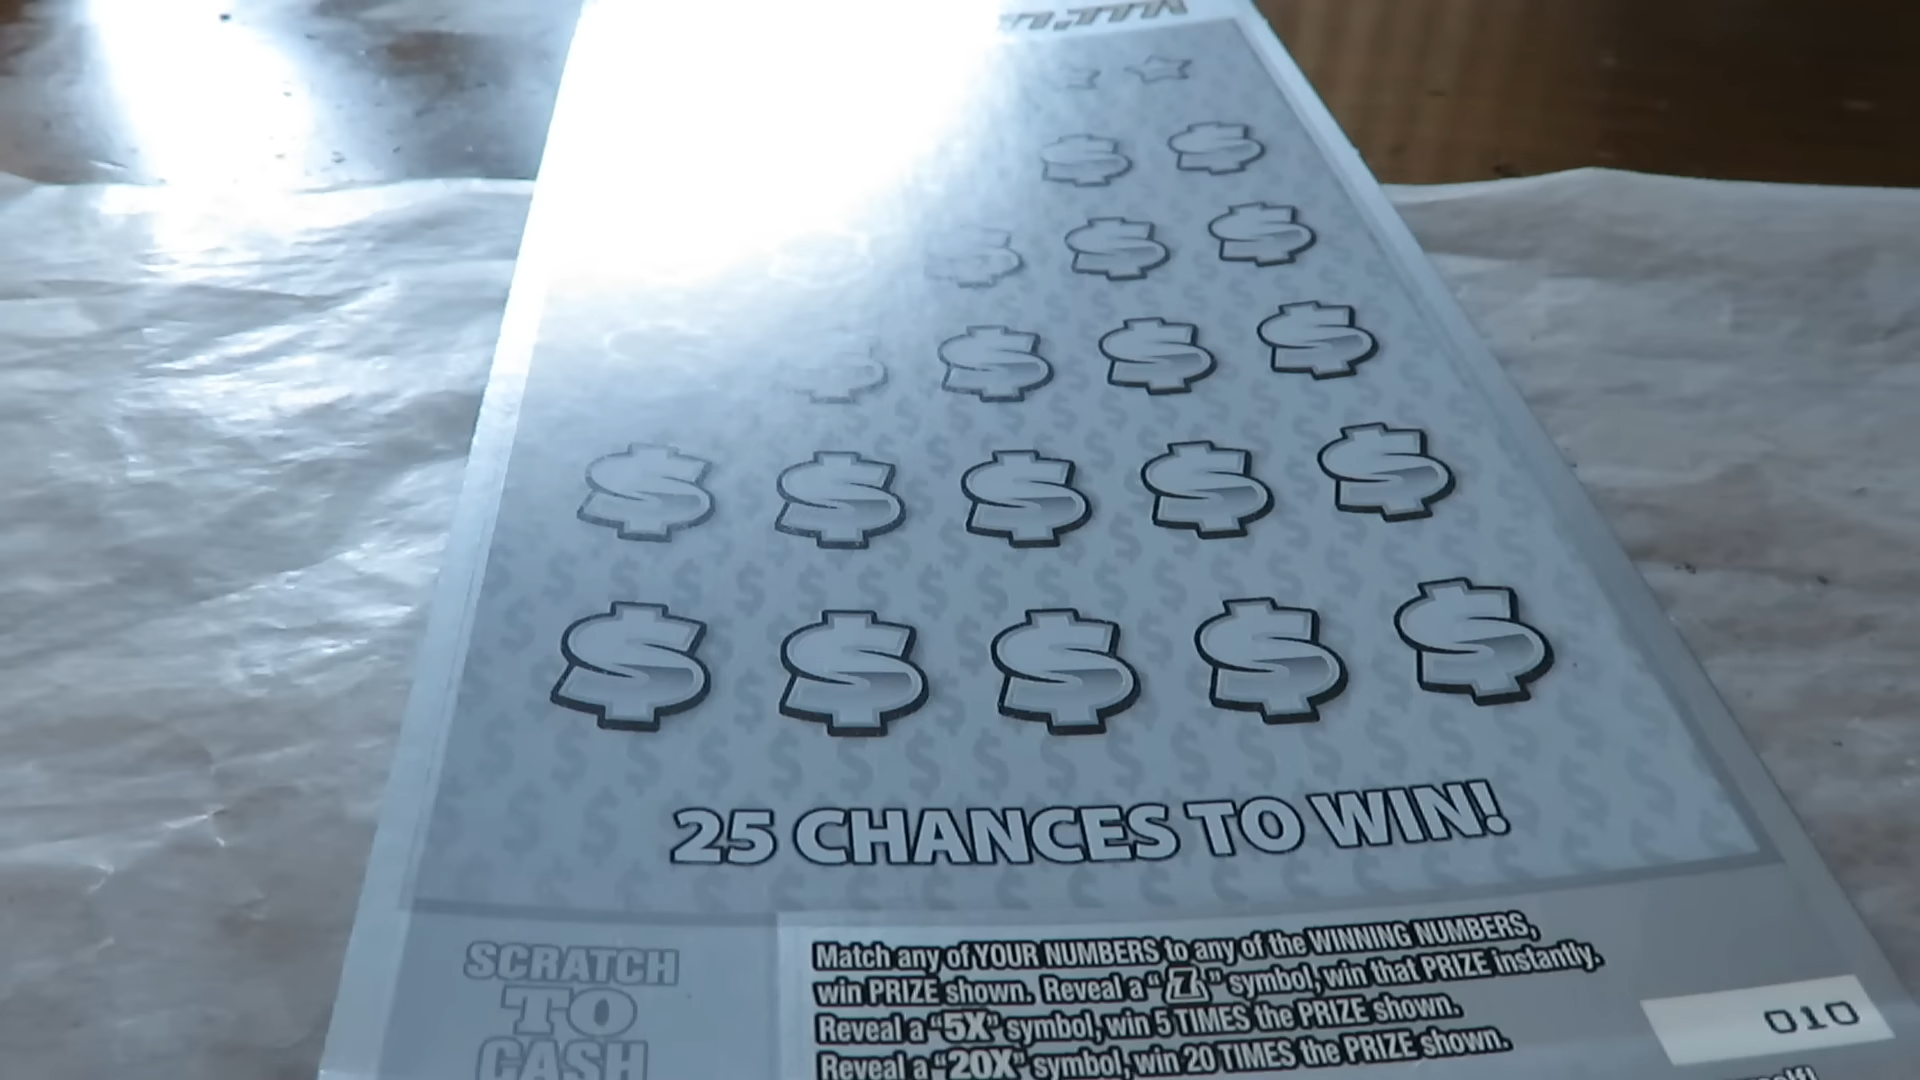 25 CHANCES TO WIN!
SCRATCH
TO
CASH
Match any of YOUR NUMBERS to any of the WINNING NUMBERS,
win PRIZE shown. Reveal a " " symbol, win that PRIZE instantly.
Reveal a "5X" symbol, win 5 TIMES the PRIZE shown.
Reveal a "20X" symbol, win 20 TIMES the PRIZE shown.
010